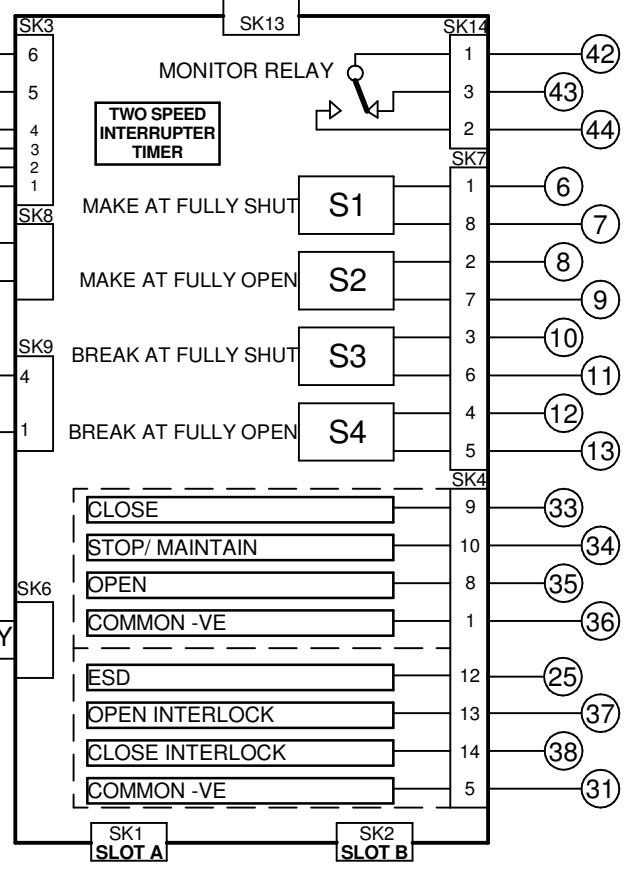 SK13
SK3
6
5
4
3
2
1
SK8
SK9
4
1
SK6
Y
MONITOR RELAY
TWO SPEED
INTERRUPTER
TIMER
SK14
1 42
3 43
2 44
SK7
MAKE AT FULLY SHUT S1 1 6
8 7
MAKE AT FULLY OPEN S2 2 8
7 9
BREAK AT FULLY SHUT S3 3 10
6 11
BREAK AT FULLY OPEN S4 4 12
5 13
SK4
CLOSE 9 33
STOP/ MAINTAIN 10 34
OPEN 8 35
COMMON -VE 1 36
ESD 12 25
OPEN INTERLOCK 13 37
CLOSE INTERLOCK 14 38
COMMON -VE 5 31
SK1
SLOT A
SK2
SLOT B